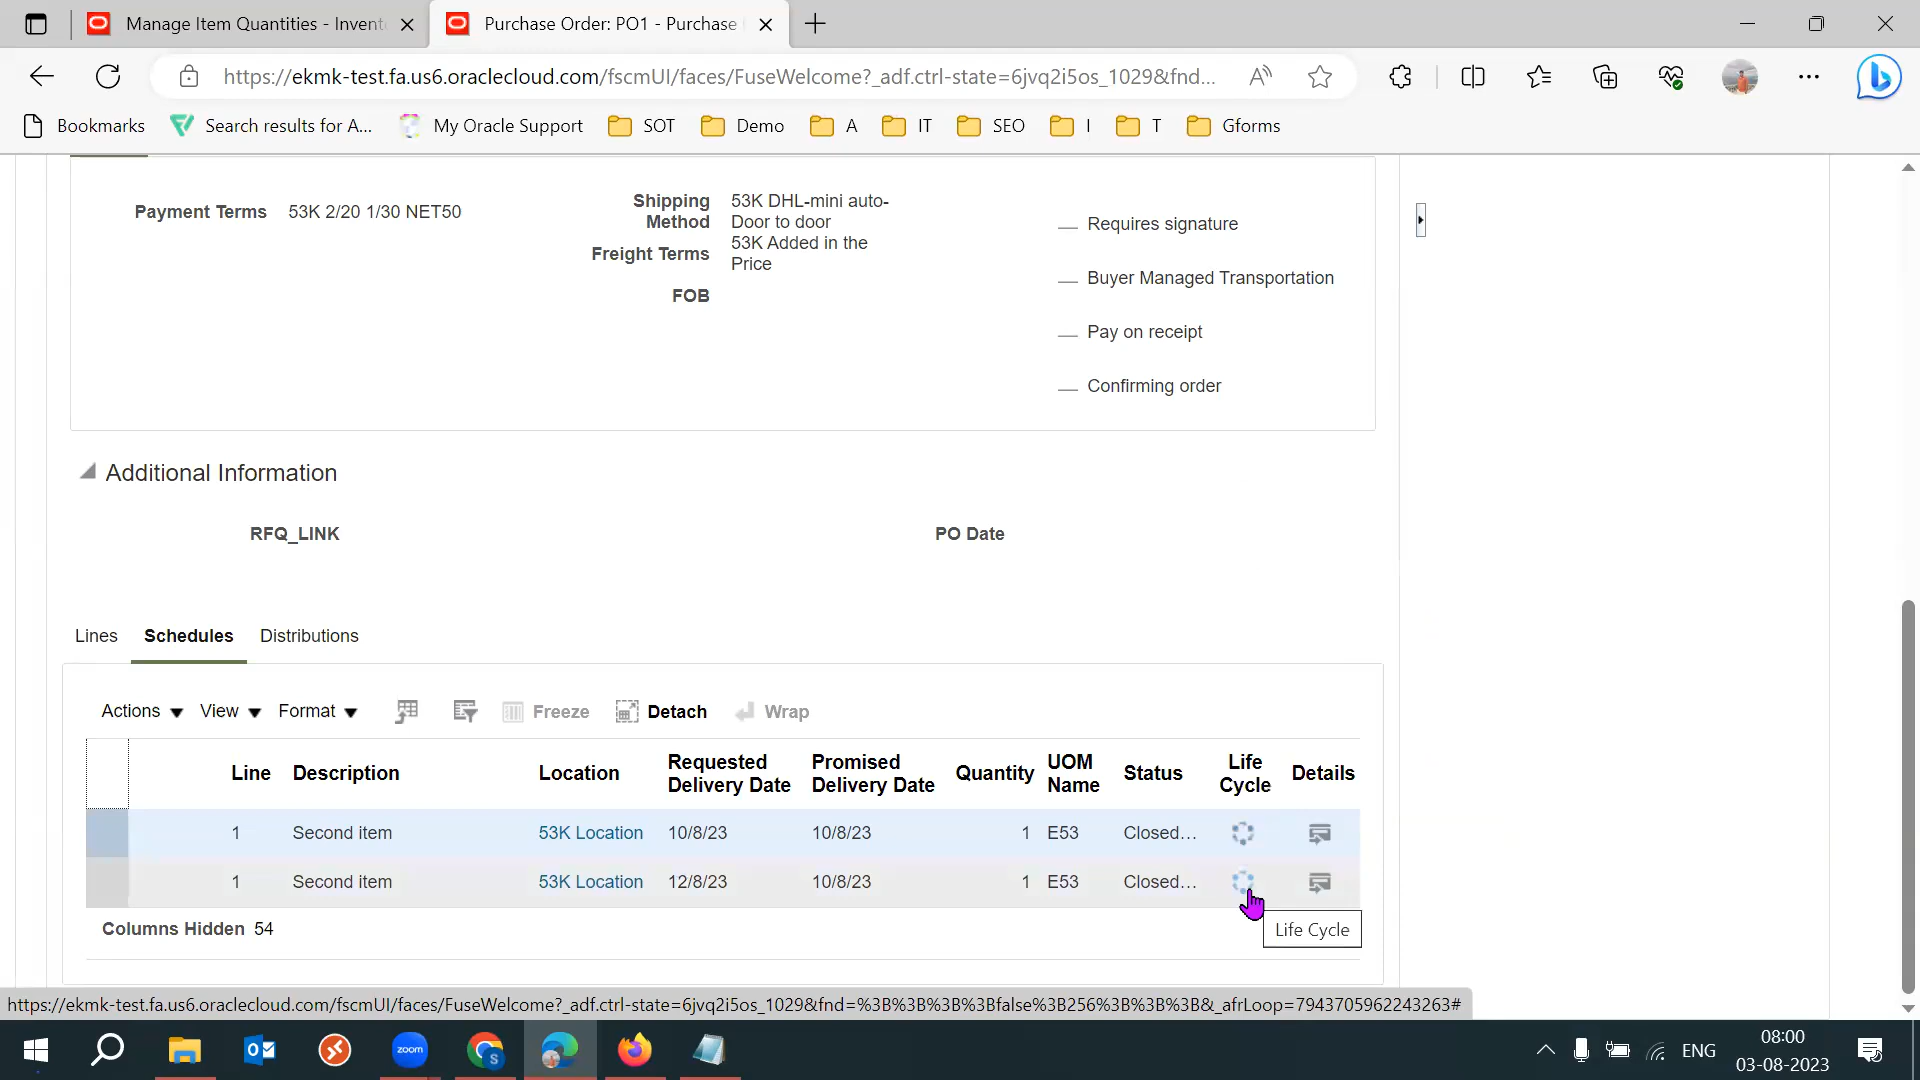 Manage Item Quantities - Invent
Purchase Order: PO1 - Purchase
https://ekmk-test.fa.us6.oraclecloud.com/fscmUI/faces/FuseWelcome?_adf.ctrl-state=6jvq2i5os_1029&fnd...
Bookmarks Search results for A... My Oracle Support SOT Demo A IT SEO I T Gforms
Payment Terms 53K 2/20 1/30 NET50
Shipping Method 53K DHL-mini auto-
Door to door
Freight Terms 53K Added in the
Price
FOB
Requires signature
Buyer Managed Transportation
Pay on receipt
Confirming order
Additional Information
RFQ_LINK PO Date
Lines Schedules Distributions
Actions View Format Freeze Detach Wrap
Line Description Location Requested Delivery Date Promised Delivery Date Quantity UOM Name Status Life Cycle Details
1 Second item 53K Location 10/8/23 10/8/23 1 E53 Closed...
1 Second item 53K Location 12/8/23 10/8/23 1 E53 Closed...
Columns Hidden 54
Life Cycle
https://ekmk-test.fa.us6.oraclecloud.com/fscmUI/faces/FuseWelcome?_adf.ctrl-state=6jvq2i5os_1029&fnd=%3B%3B%3B%3Bfalse%3B256%3B%3B%3B&_afrLoop=7943705962243263#
zoom
ENG
08:00
03-08-2023